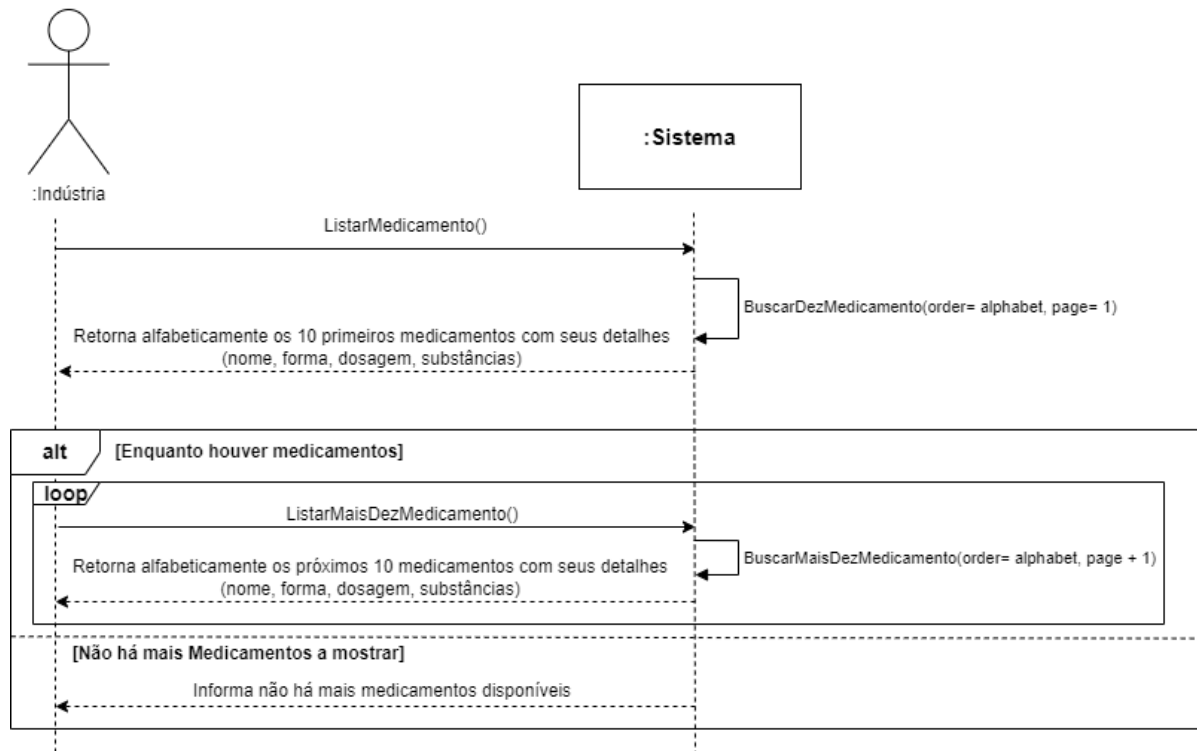 :Sistema
:Indústria
ListarMedicamento()
BuscarDezMedicamento(order= alphabet, page= 1)
Retorna alfabeticamente os 10 primeiros medicamentos com seus detalhes
(nome, forma, dosagem, substâncias)
alt
[Enquanto houver medicamentos]
loop
ListarMaisDezMedicamento()
BuscarMaisDezMedicamento(order= alphabet, page + 1)
Retorna alfabeticamente os próximos 10 medicamentos com seus detalhes
(nome, forma, dosagem, substâncias)
[Não há mais Medicamentos a mostrar]
Informa não há mais medicamentos disponíveis